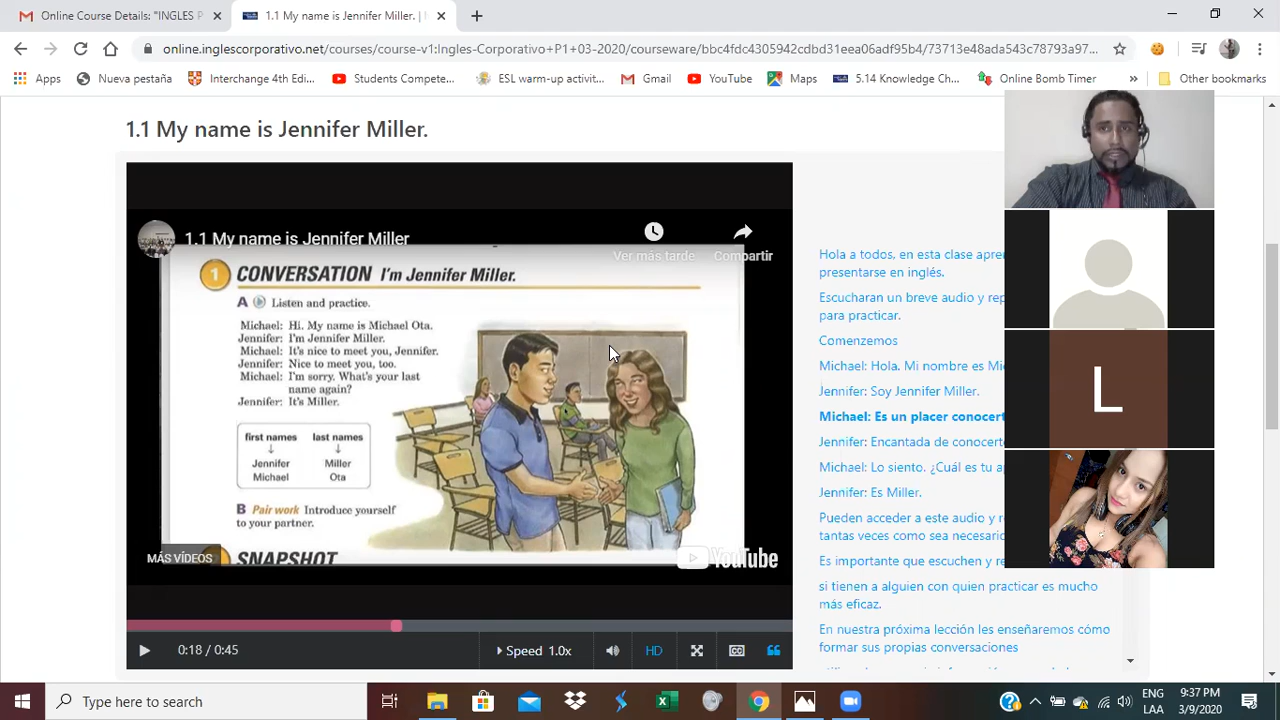 Online Course Details: "INGLES P
1.1 My name is Jennifer Miller. |
online.inglescorporativo.net/courses/course-v1:Ingles-Corporativo+P1+03-2020/courseware/bbc4fdc4305942cdbd31eea06adf95b4/73713e48ada543c78793a97...
Apps
Nueva pestaña
Interchange 4th Edi...
Students Compete...
ESL warm-up activit...
Gmail
YouTube
Maps
5.14 Knowledge Ch...
Online Bomb Timer
»
Other bookmarks
1.1 My name is Jennifer Miller.
1.1 My name is Jennifer Miller
Ver más tarde
Compartir
1 CONVERSATION I'm Jennifer Miller.
A Listen and practice.
Michael: Hi. My name is Michael Ota.
Jennifer: I'm Jennifer Miller.
Michael: It's nice to meet you, Jennifer.
Jennifer: Nice to meet you, too.
Michael: I'm sorry. What's your last
name again?
Jennifer: It's Miller.
first names last names
Jennifer Miller
Michael Ota
B Pair work Introduce yourself
to your partner.
SNAPSHOT
MÁS VÍDEOS
YouTube
0:18 / 0:45
Speed 1.0x
HD
CC
Hola a todos, en esta clase apre
presentarse en inglés.
Escucharan un breve audio y rep
para practicar.
Comenzemos
Michael: Hola. Mi nombre es Mi
Jennifer: Soy Jennifer Miller.
Michael: Es un placer conocert
Jennifer: Encantada de conocert
Michael: Lo siento. ¿Cuál es tu a
Jennifer: Es Miller.
Pueden acceder a este audio y r
tantas veces como sea necesario
Es importante que escuchen y re
si tienen a alguien con quien practicar es mucho
más eficaz.
En nuestra próxima lección les enseñaremos cómo
formar sus propias conversaciones
L
Type here to search
ENG
LAA
9:37 PM
3/9/2020